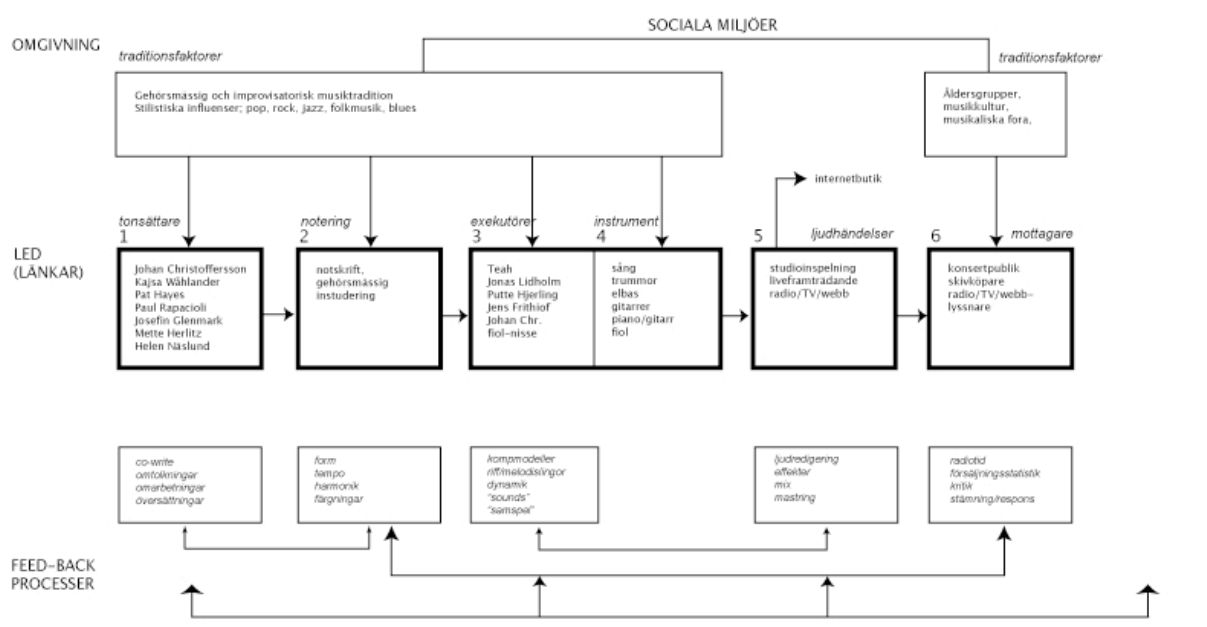 SOCIALA MILJÖER
OMGIVNING
traditionsfaktorer
traditionsfaktorer
Gehörsmässig och improvisatorisk musiktradition
Stilistiska influenser; pop, rock, jazz, folkmusik, blues
Åldersgrupper,
musikkultur,
musikaliska fora,
internetbutik
LED
(LÄNKAR)
tonsättare
1
Johan Christoffersson
Kajsa Wåhlander
Pat Hayes
Paul Rapacioli
Josefin Glenmark
Mette Herlitz
Helen Näslund
notering
2
notskrift,
gehörsmässig
instudering
exekutörer
3
Teah
Jonas Lidholm
Putte Hjerling
Jens Frithiof
Johan Chr.
fiol-nisse
instrument
4
sång
trummor
elbas
gitarrer
piano/gitarr
fiol
5
ljudhändelser
studioinspelning
liveframträdande
radio/TV/webb
6
mottagare
konsertpublik
skivköpare
radio/TV/webb-
lyssnare
co-write
omtolkningar
omarbetningar
översättningar
form
tempo
harmonik
färgningar
kompmodeller
riff/melodislingor
dynamik
"sounds"
"samspel"
ljudredigering
effekter
mix
mastring
radiotid
försäljningsstatistik
kritik
stämning/respons
FEED-BACK
PROCESSER